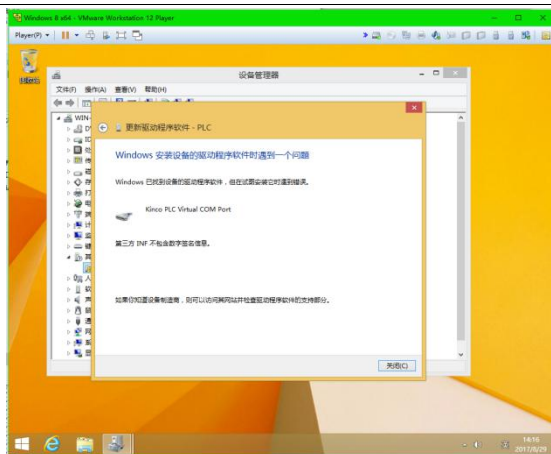 Windows 8 x64 - VMware Workstation 12 Player
Player(P)
回收站
设备管理器
文件(F) 操作(A) 查看(V) 帮助(H)
WIN-
更新驱动程序软件 - PLC
Windows 安装设备的驱动程序软件时遇到一个问题
Windows 已找到设备的驱动程序软件，但在试图安装它时遇到错误。
Kinco PLC Virtual COM Port
第三方 INF 不包含数字签名信息。
如果你知道设备制造商，则可以访问其网站并检查驱动程序软件的支持部分。
关闭(C)
14:16
2017/8/29